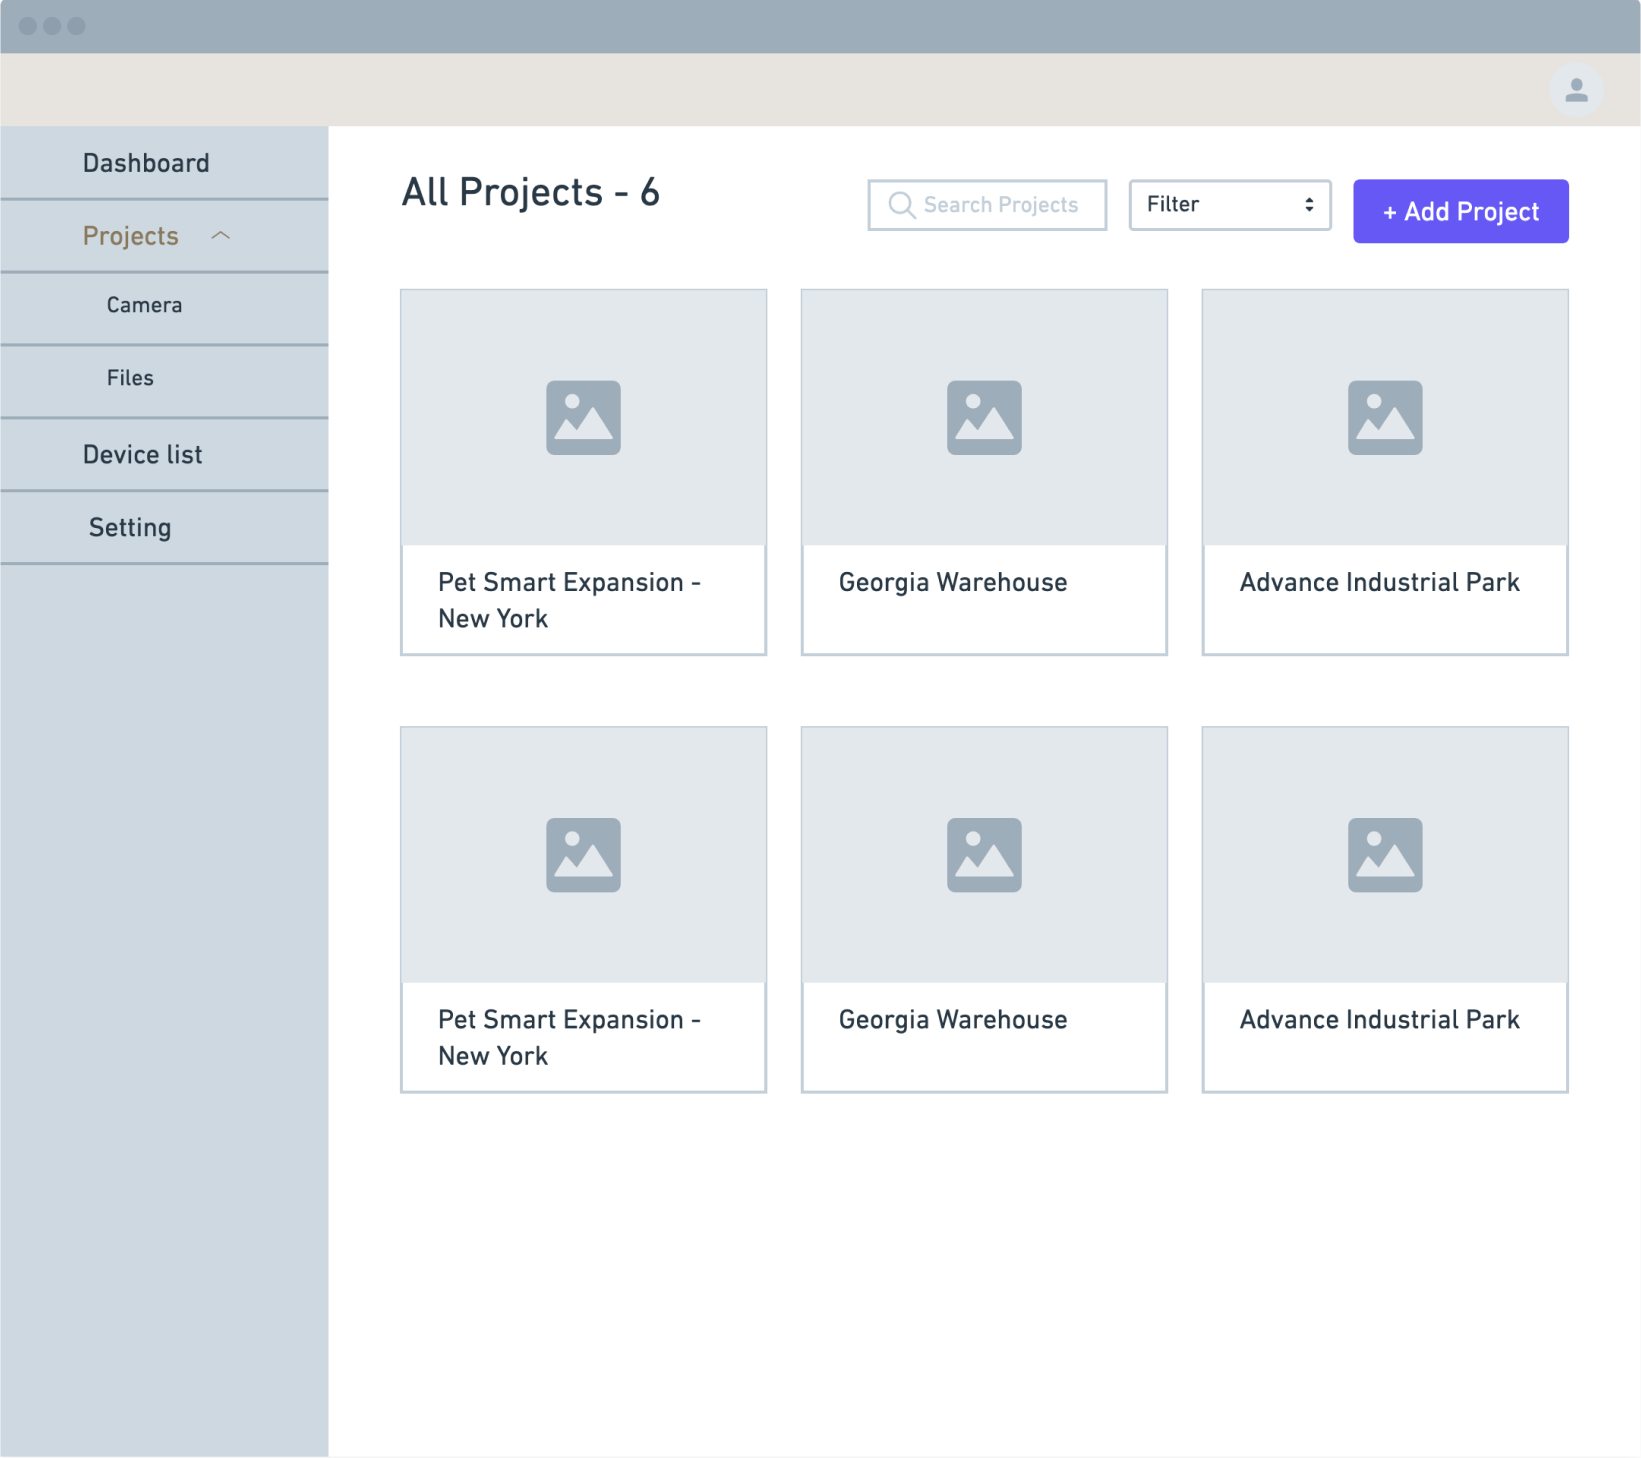 Dashboard
Projects
Camera
Files
Device list
Setting
All Projects - 6
Search Projects
Filter
+ Add Project
Pet Smart Expansion -
New York
Georgia Warehouse
Advance Industrial Park
Pet Smart Expansion -
New York
Georgia Warehouse
Advance Industrial Park